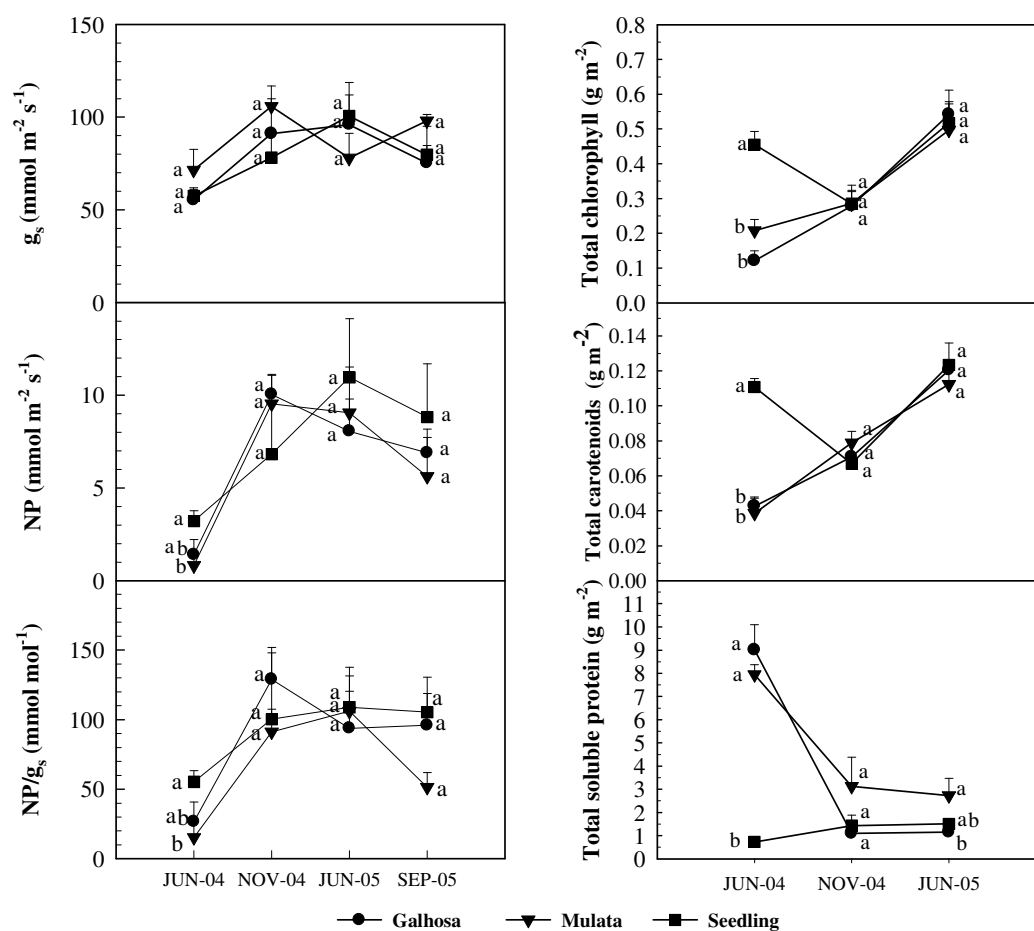 150
100
50
0
gs (mmol m-2 s-1)
a
a
a
a
a
a
a
a
a
a
a
a
10
5
0
NP (mmol m-2 s-1)
a
a b
b
a
a
a
a
a
a
a
a
a
150
100
50
0
NP/gs (mmol mol-1)
a
ab
b
a
a
a
a
a
a
a
a
a
JUN-04 NOV-04 JUN-05 SEP-05
0.8
0.7
0.6
0.5
0.4
0.3
0.2
0.1
0.0
Total chlorophyll (g m-2)
a
b
b
a
a
a
a
a
a
0.14
0.12
0.10
0.08
0.06
0.04
0.02
0.00
Total carotenoids (g m-2)
a
b
b
a
a
a
a
a
a
11
10
9
8
7
6
5
4
3
2
1
0
Total soluble protein (g m-2)
a
a
b
a
a
a
a
ab
b
JUN-04 NOV-04 JUN-05
Galhosa Mulata Seedling